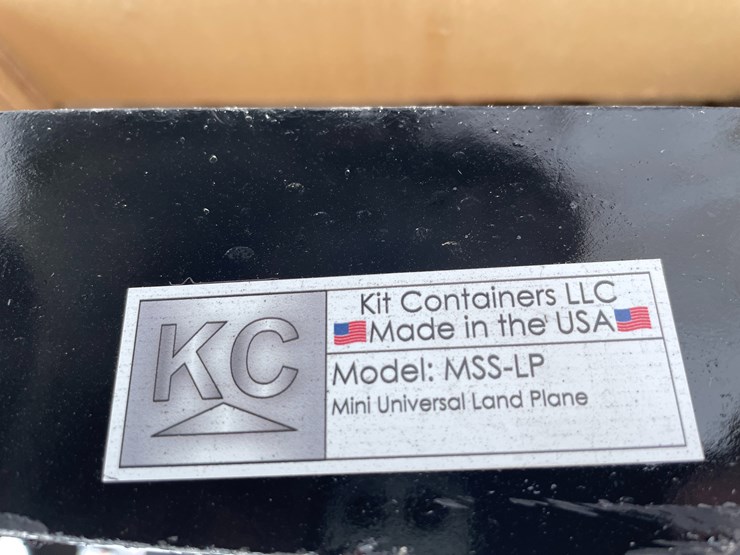 KC
Kit Containers LLC
Made in the USA
Model: MSS-LP
Mini Universal Land Plane